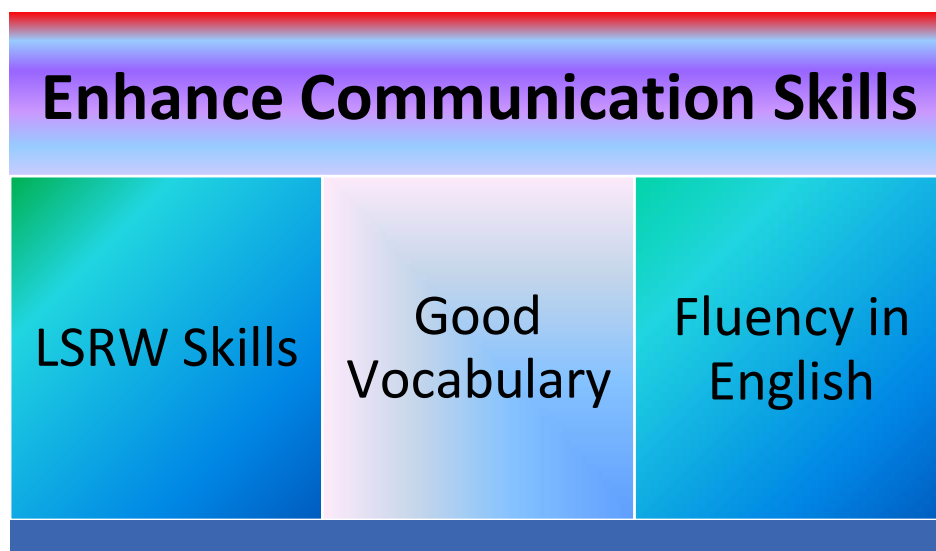 Enhance Communication Skills
LSRW Skills
Good
Vocabulary
Fluency in
English